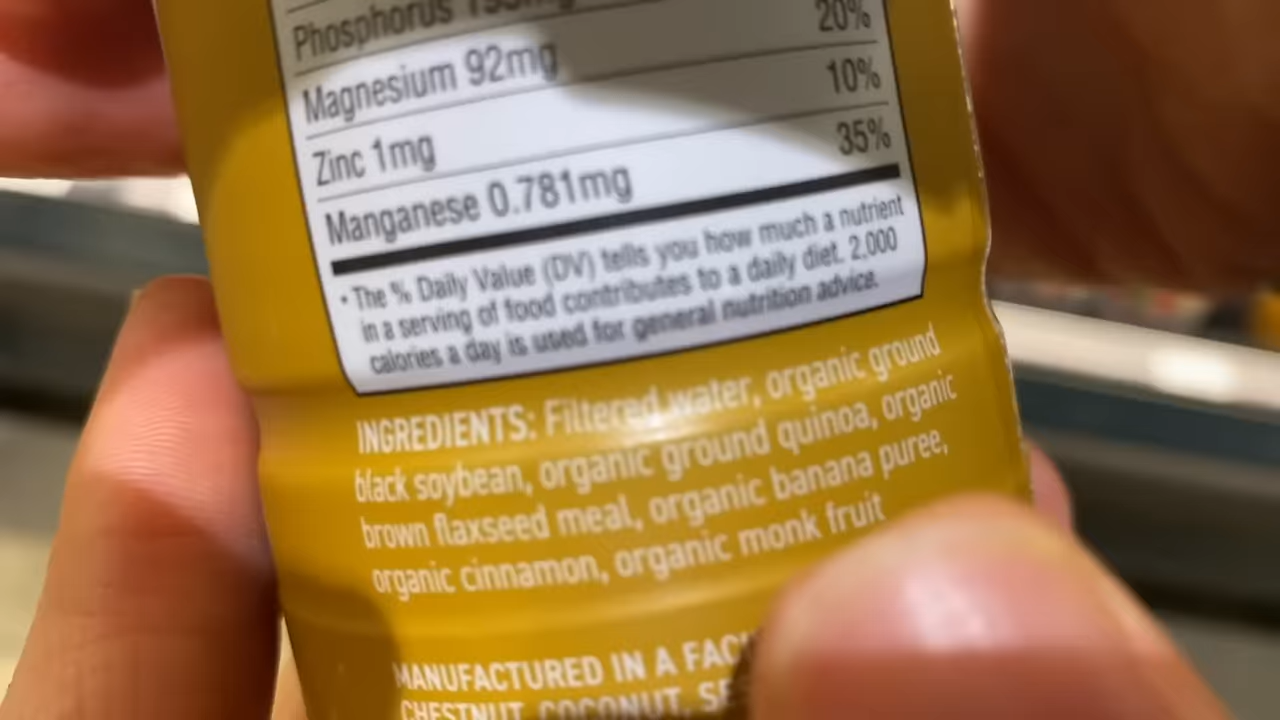 Phosphorus
Magnesium 92mg 20%
Zinc 1mg 10%
Manganese 0.781mg 35%
• The % Daily Value (DV) tells you how much a nutrient
in a serving of food contributes to a daily diet. 2,000
calories a day is used for general nutrition advice.
INGREDIENTS: Filtered water, organic ground
black soybean, organic ground quinoa, organic
brown flaxseed meal, organic banana puree,
organic cinnamon, organic monk fruit
MANUFACTURED IN A
CHESTNUT, COCONUT,